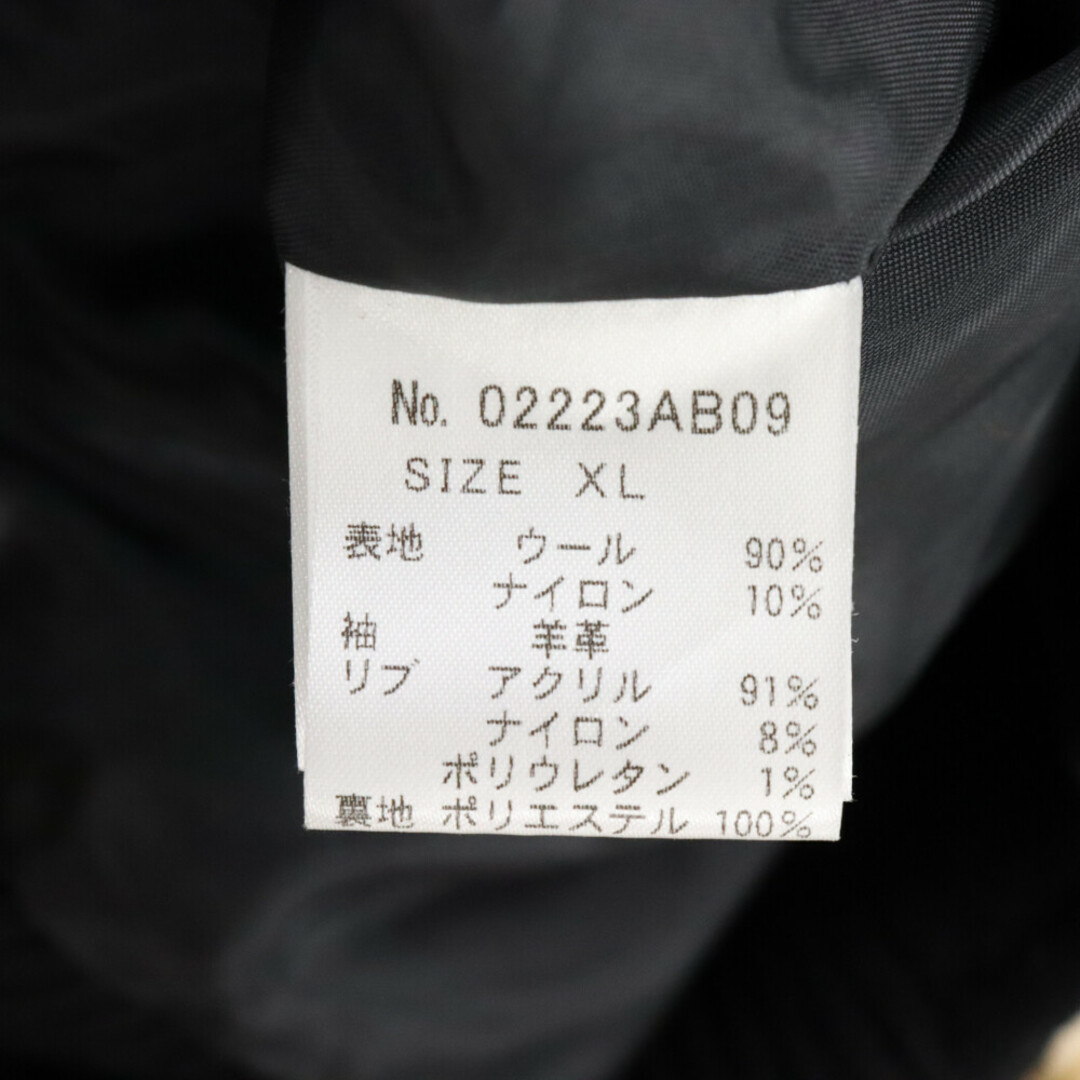 No. 02223AB09
SIZE XL
表地 ウール 90%
ナイロン 10%
袖 羊革
リブ アクリル 91%
ナイロン 8%
ポリウレタン 1%
裏地 ポリエステル 100%